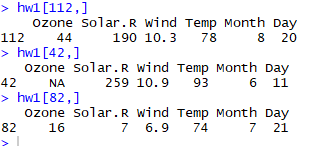 > hw1[112,]
    Ozone Solar.R Wind Temp Month Day
112    44     190 10.3   78     8  20
> hw1[42,]
   Ozone Solar.R Wind Temp Month Day
42    NA     259 10.9   93     6  11
> hw1[82,]
   Ozone Solar.R Wind Temp Month Day
82    16       7  6.9   74     7  21
>